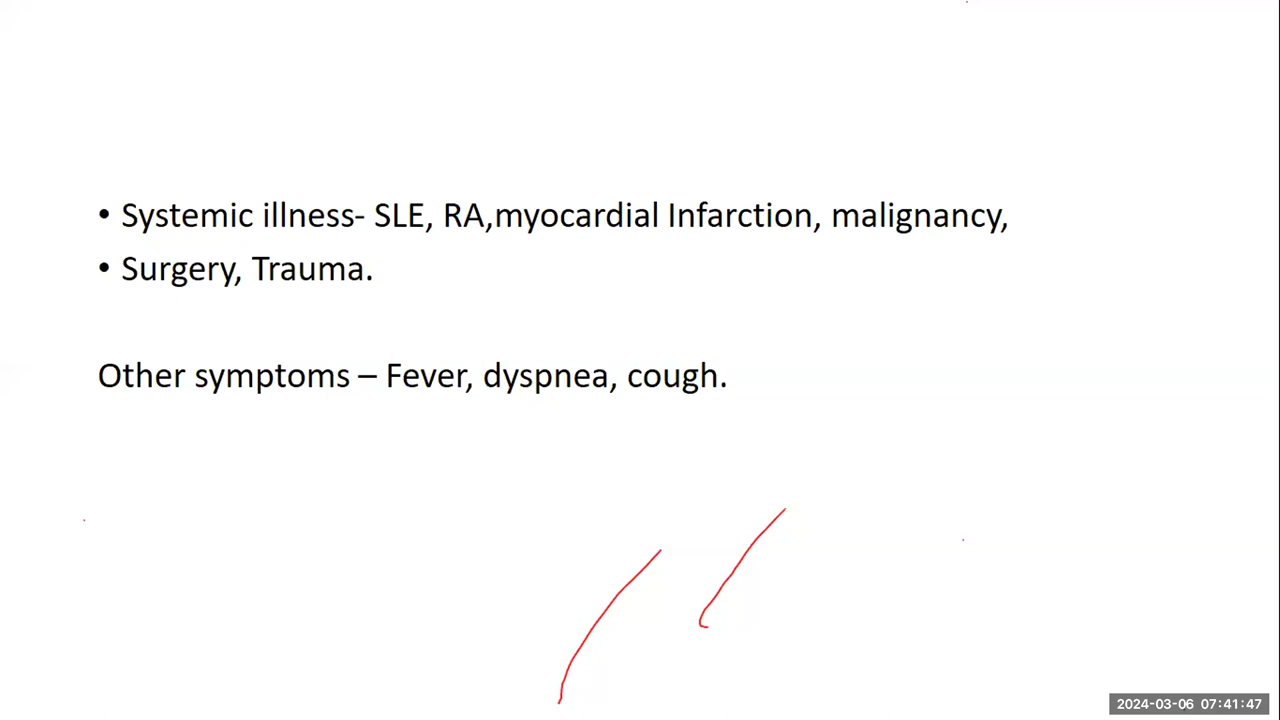 • Systemic illness- SLE, RA,myocardial Infarction, malignancy,
• Surgery, Trauma.
Other symptoms – Fever, dyspnea, cough.
2024-03-06 07:41:47